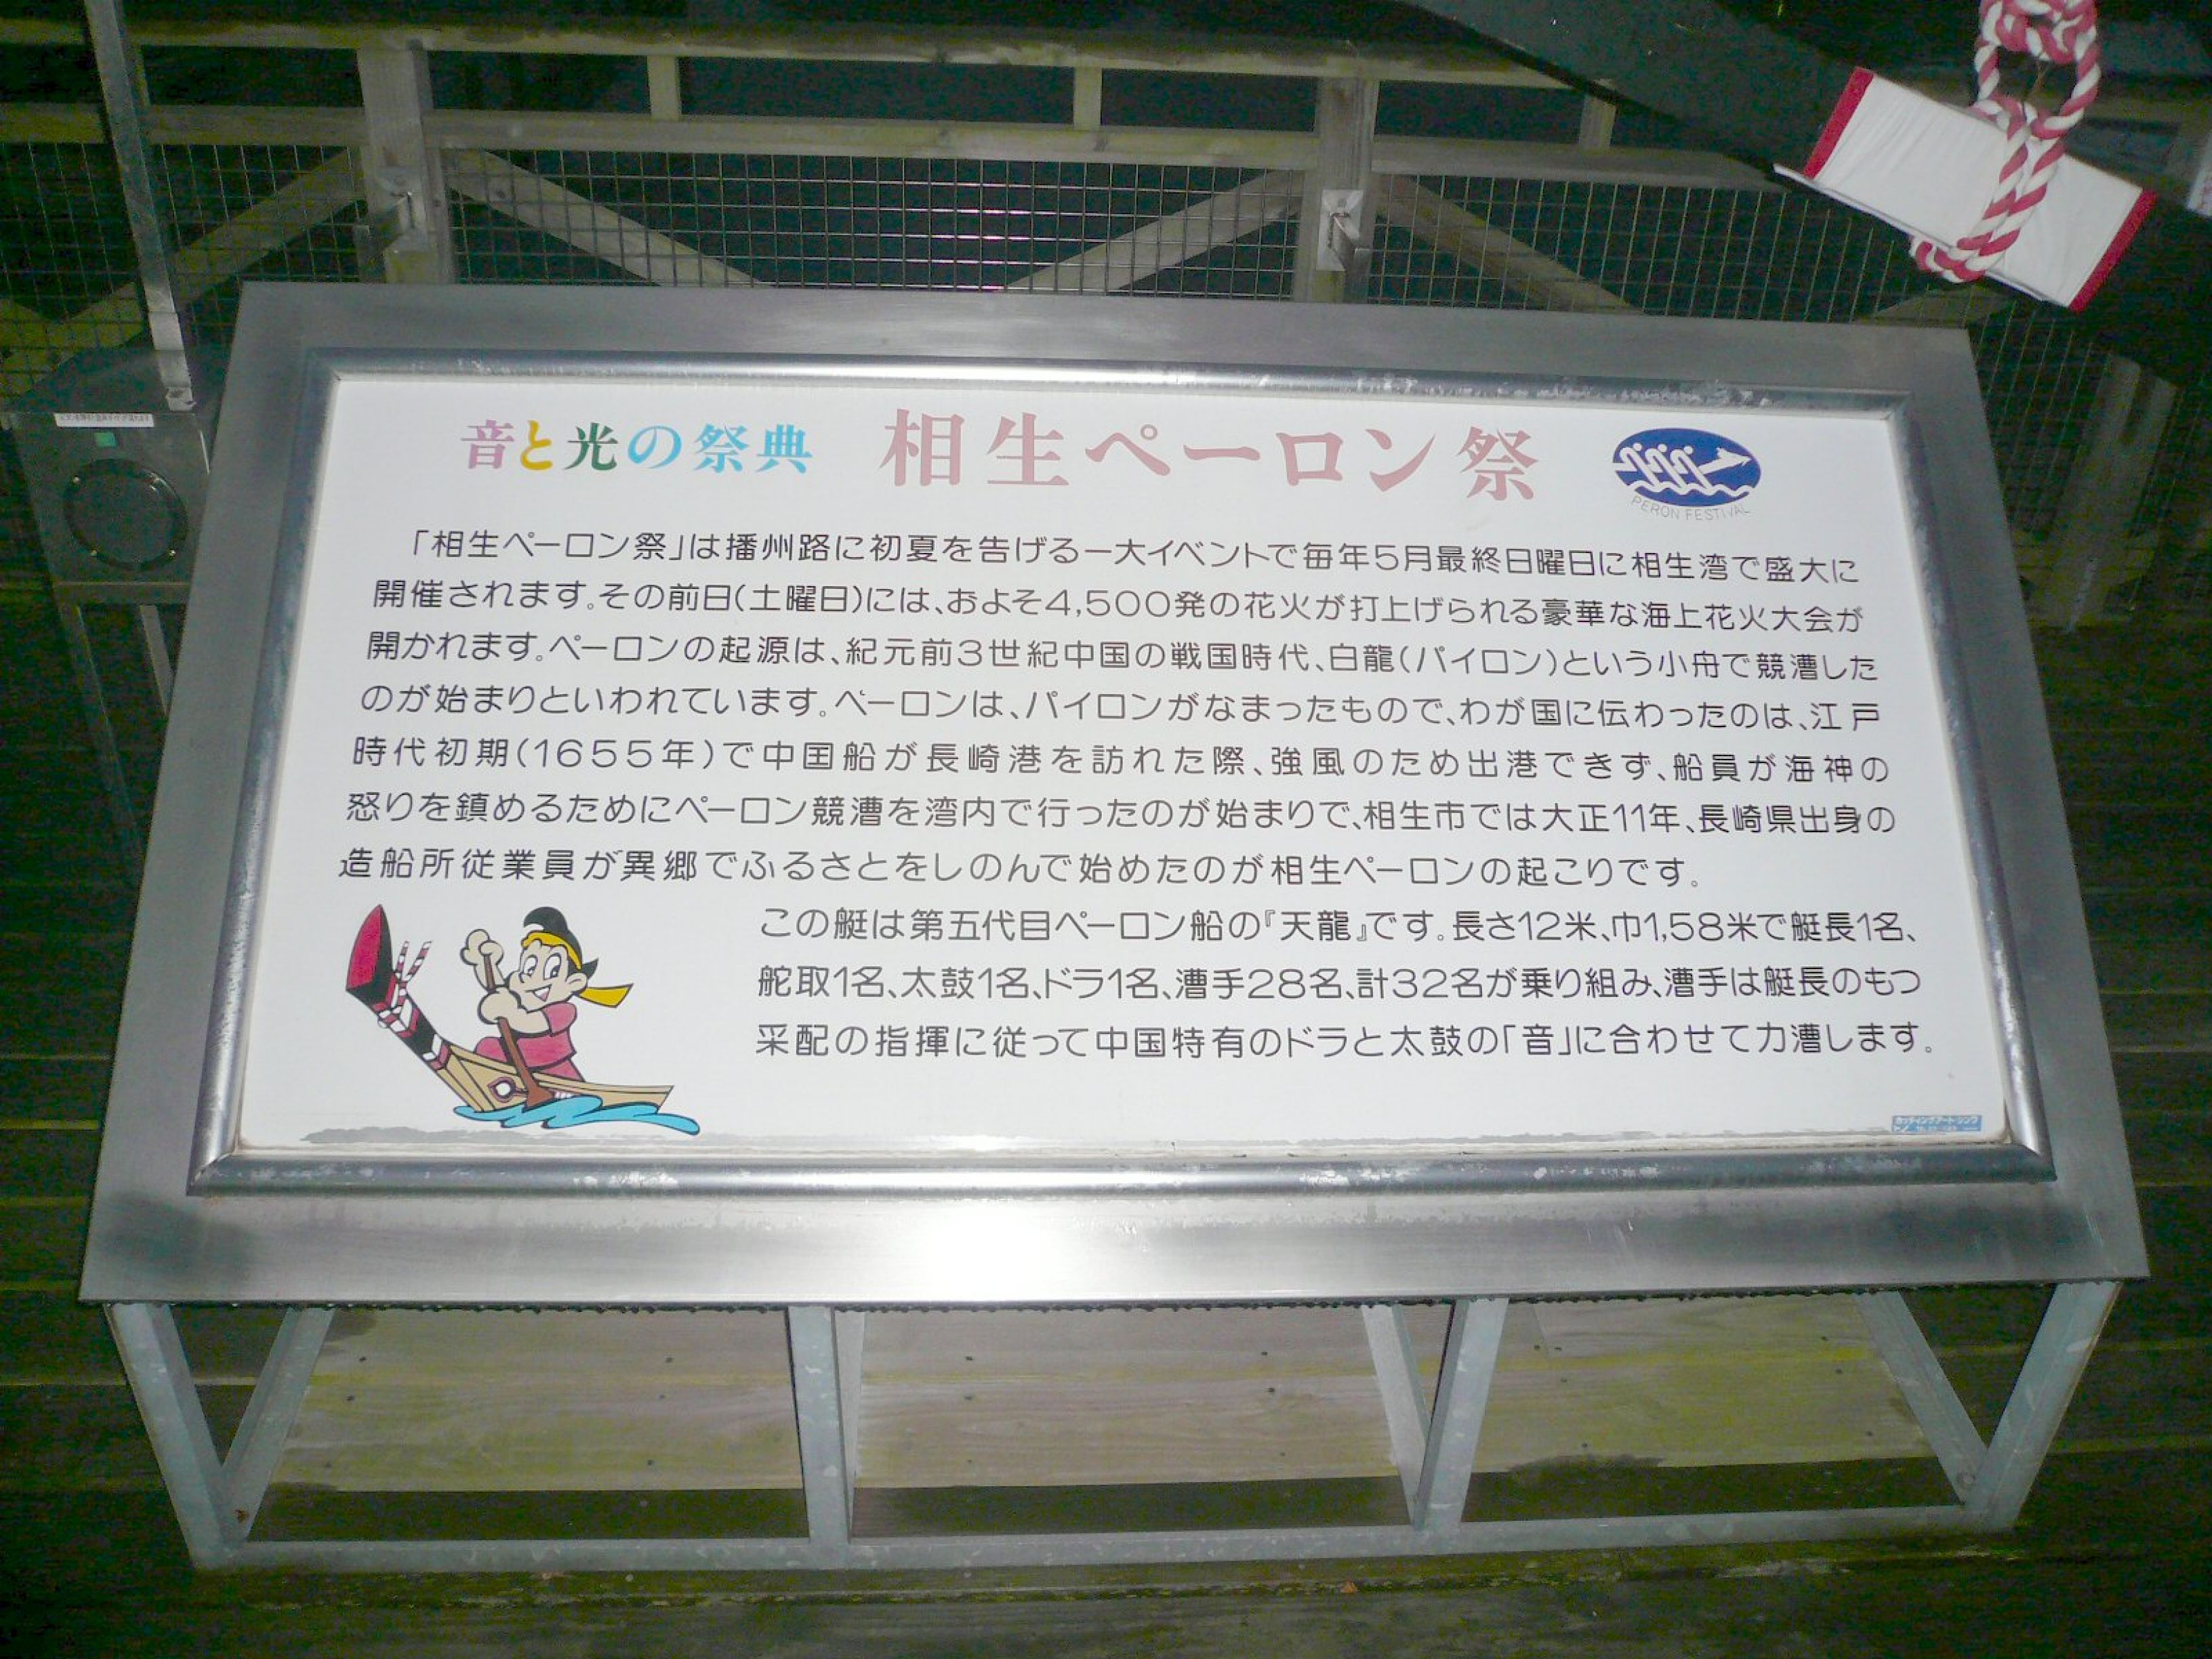 音と光の祭典 相生ペーロン祭
PERON FESTIVAL
「相生ペーロン祭」は播州路に初夏を告げる一大イベントで毎年5月最終日曜日に相生湾で盛大に
開催されます。その前日(土曜日)には、およそ4,500発の花火が打上げられる豪華な海上花火大会が
開かれます。ペーロンの起源は、紀元前3世紀中国の戦国時代、白龍(パイロン)という小舟で競漕した
のが始まりといわれています。ペーロンは、パイロンがなまったもので、わが国に伝わったのは、江戸
時代初期(1655年)で中国船が長崎港を訪れた際、強風のため出港できず、船員が海神の
怒りを鎮めるためにペーロン競漕を湾内で行ったのが始まりで、相生市では大正11年、長崎県出身の
造船所従業員が異郷でふるさとをしのんで始めたのが相生ペーロンの起こりです。
この艇は第五代目ペーロン船の『天龍』です。長さ12米、巾1,58米で艇長1名、
舵取1名、太鼓1名、ドラ1名、漕手28名、計32名が乗り組み、漕手は艇長のもつ
采配の指揮に従って中国特有のドラと太鼓の「音」に合わせて力漕します。